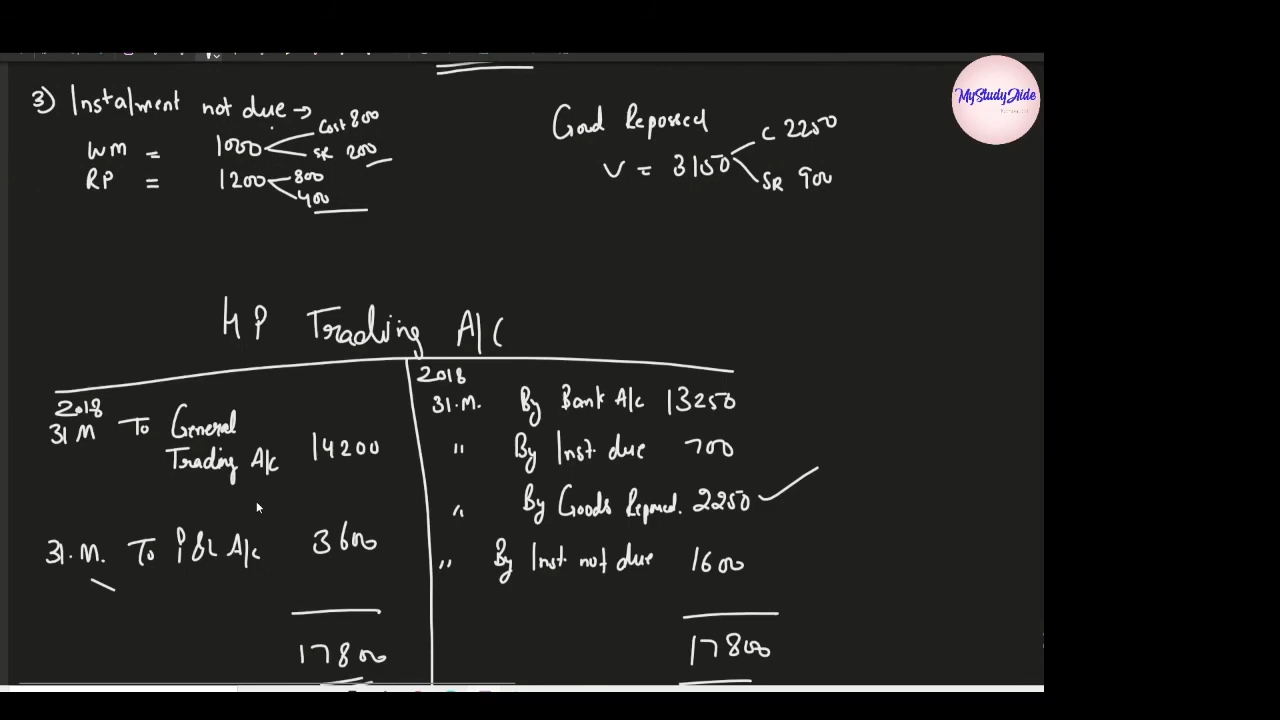 MyStudyJide
3) Instalment not due →
WM = 1000 Cost 800
SR 200
RP = 1200 800
400
Good Reposed
V = 3150 C 2250
SR 900
HP Trading A/c
2018
31 M To General
Trading A/c 14200
31. M. To P&L A/c 3600
17800
2018
31. M. By Bank A/c 13250
" By Inst due 700
" By Goods Reposed. 2250
" By Inst not due 1600
17800